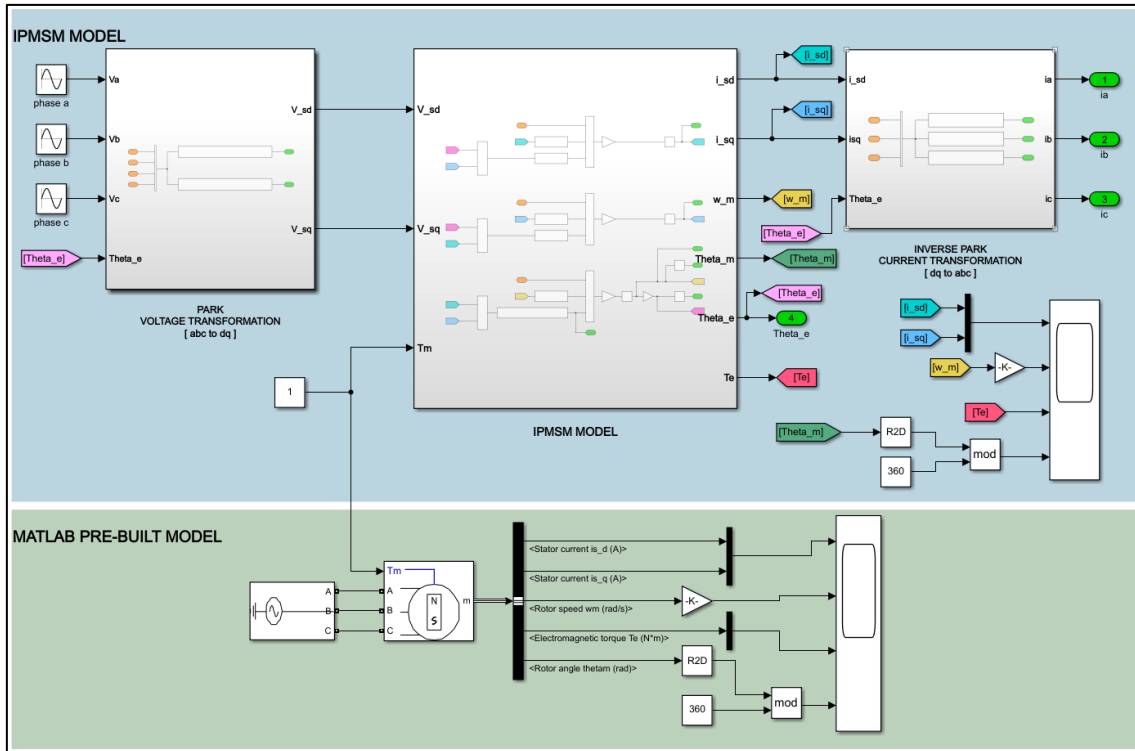 IPMSM MODEL
phase a
phase b
phase c
[Theta_e]
Va
Vb
Vc
Theta_e
V_sd
V_sq
PARK
VOLTAGE TRANSFORMATION
[ abc to dq ]
1
V_sd
V_sq
Tm
i_sd
i_sq
w_m
Theta_m
Theta_e
Te
IPMSM MODEL
[i_sd]
[i_sq]
[w_m]
[Theta_e]
[Theta_m]
[Theta_e]
4
Theta_e
[Te]
i_sd
isq
Theta_e
ia
ib
ic
1
ia
2
ib
3
ic
INVERSE PARK
CURRENT TRANSFORMATION
[ dq to abc ]
[i_sd]
[i_sq]
[w_m]
-K-
[Te]
[Theta_m]
R2D
360
mod
MATLAB PRE-BUILT MODEL
A
B
C
Tm
A
B
C
N
S
m
<Stator current is_d (A)>
<Stator current is_q (A)>
<Rotor speed wm (rad/s)>
-K-
<Electromagnetic torque Te (N*m)>
<Rotor angle thetam (rad)>
R2D
360
mod